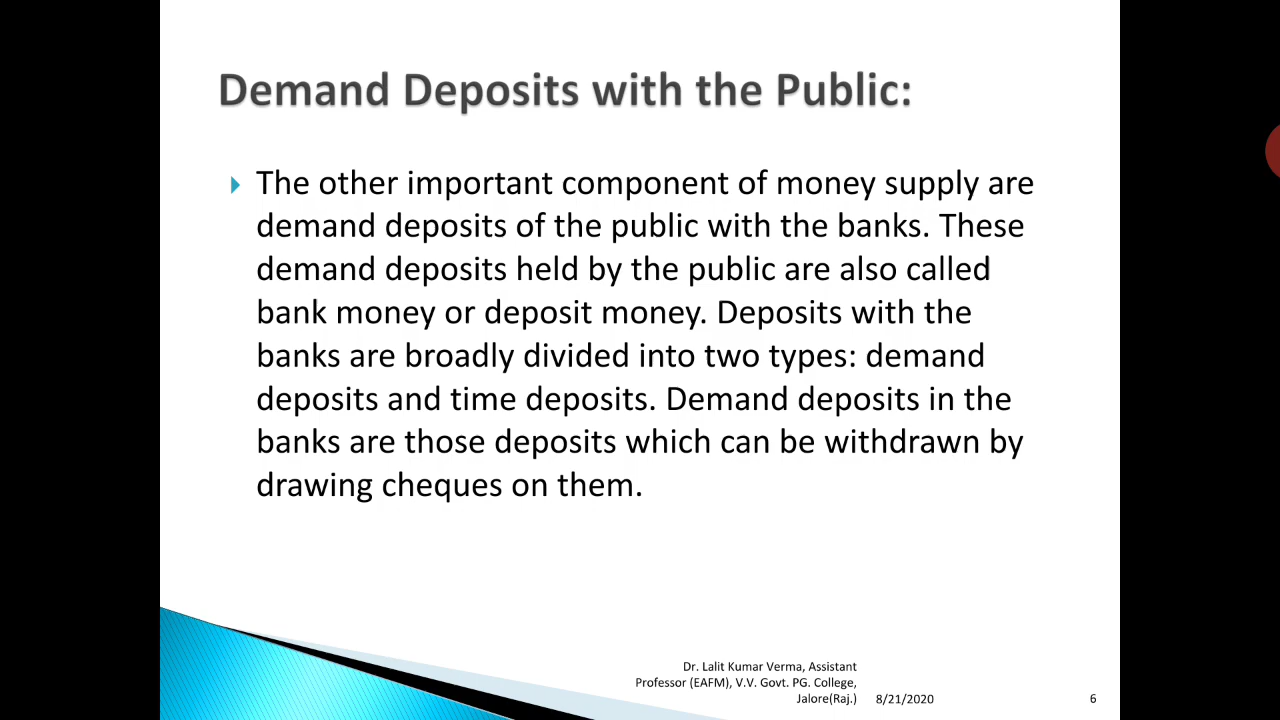 Demand Deposits with the Public:
The other important component of money supply are
demand deposits of the public with the banks. These
demand deposits held by the public are also called
bank money or deposit money. Deposits with the
banks are broadly divided into two types: demand
deposits and time deposits. Demand deposits in the
banks are those deposits which can be withdrawn by
drawing cheques on them.
Dr. Lalit Kumar Verma, Assistant
Professor (EAFM), V.V. Govt. PG. College,
Jalore(Raj.)
8/21/2020
6